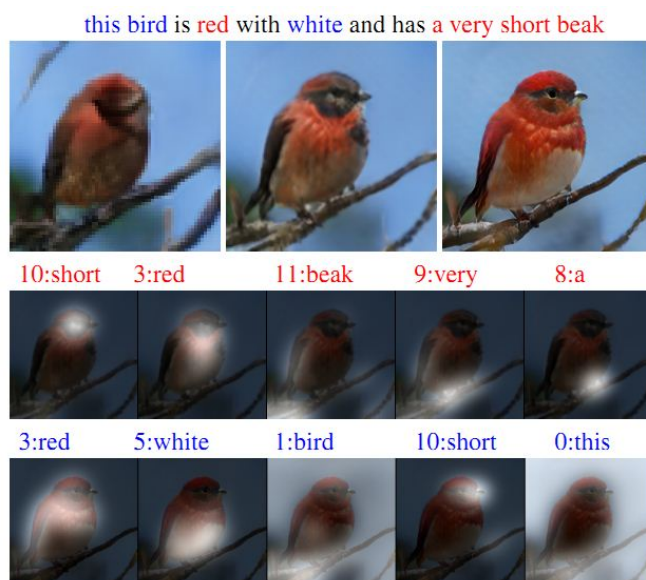 this bird is red with white and has a very short beak
10:short 3:red 11:beak 9:very 8:a
3:red 5:white 1:bird 10:short 0:this